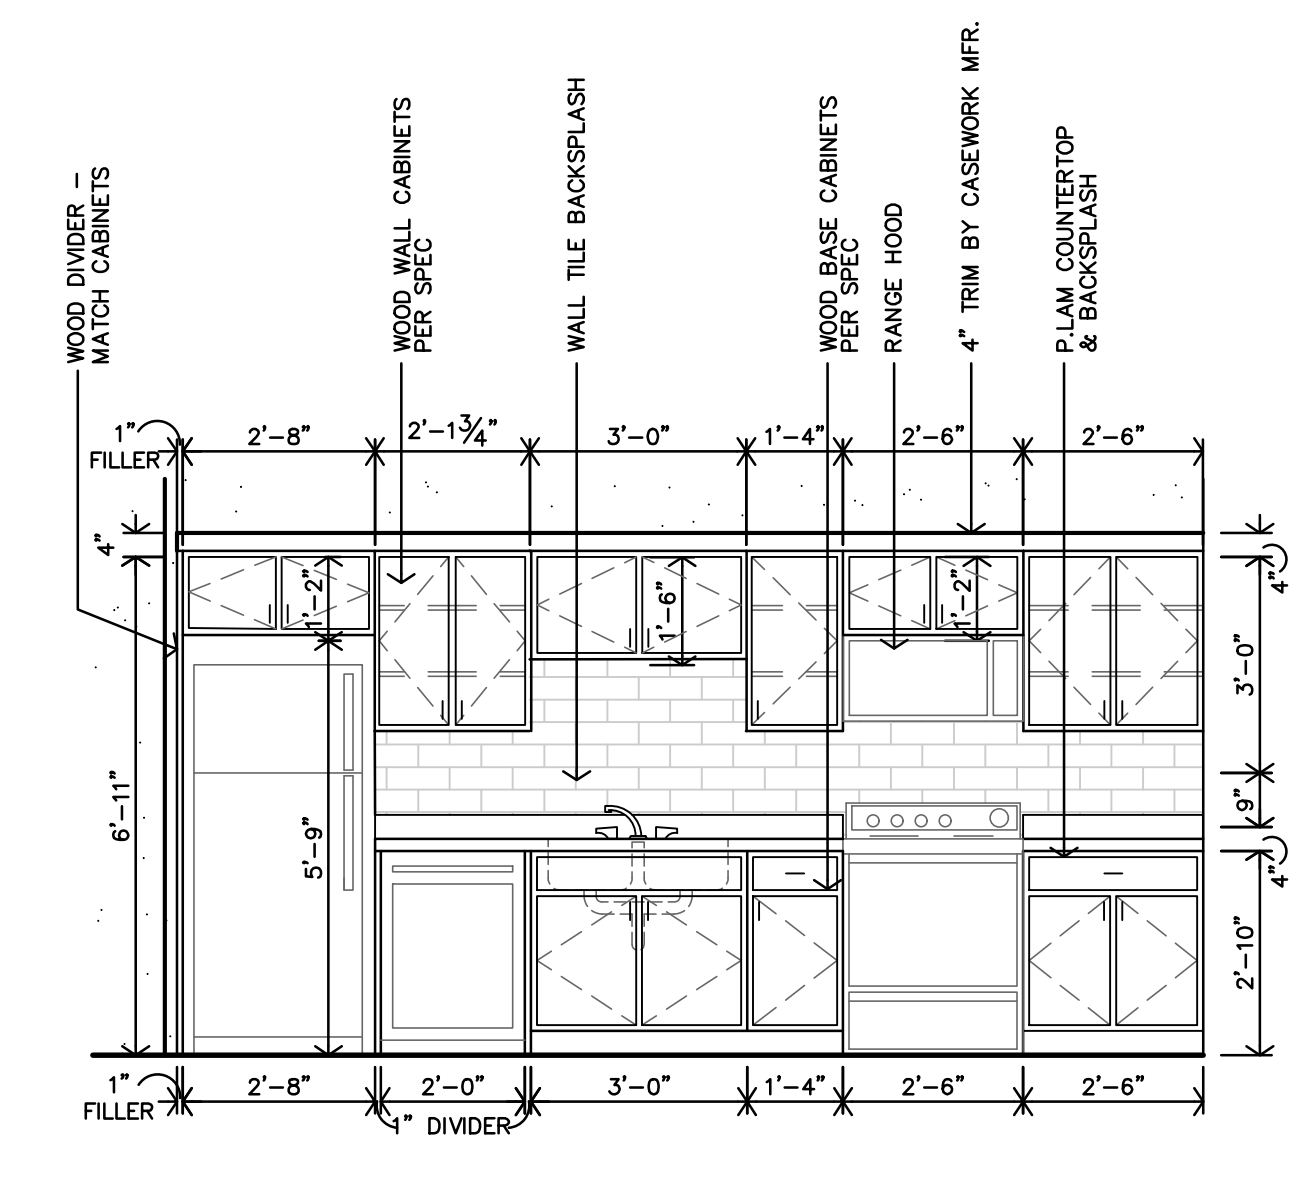 WOOD DIVIDER –
MATCH CABINETS
WOOD WALL CABINETS
PER SPEC
WALL TILE BACKSPLASH
WOOD BASE CABINETS
PER SPEC
RANGE HOOD
4" TRIM BY CASEWORK MFR.
P.LAM COUNTERTOP
& BACKSPLASH
1"
FILLER
2'-8"
2'-1 3/4"
3'-0"
1'-4"
2'-6"
2'-6"
4"
6'-11"
1'-2"
5'-9"
1'-6"
1'-2"
4"
3'-0"
9"
4"
2'-10"
1"
FILLER
2'-8"
2'-0"
3'-0"
1'-4"
2'-6"
2'-6"
1" DIVIDER